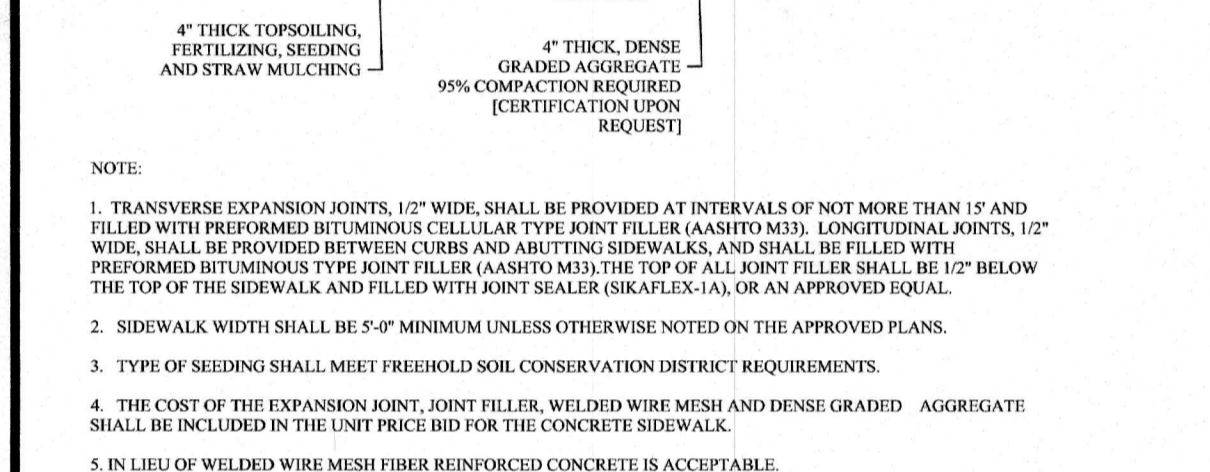 4" THICK TOPSOILING,
FERTILIZING, SEEDING
AND STRAW MULCHING
4" THICK, DENSE
GRADED AGGREGATE
95% COMPACTION REQUIRED
[CERTIFICATION UPON
REQUEST]
NOTE:
1. TRANSVERSE EXPANSION JOINTS, 1/2" WIDE, SHALL BE PROVIDED AT INTERVALS OF NOT MORE THAN 15' AND
FILLED WITH PREFORMED BITUMINOUS CELLULAR TYPE JOINT FILLER (AASHTO M33). LONGITUDINAL JOINTS, 1/2"
WIDE, SHALL BE PROVIDED BETWEEN CURBS AND ABUTTING SIDEWALKS, AND SHALL BE FILLED WITH
PREFORMED BITUMINOUS TYPE JOINT FILLER (AASHTO M33).THE TOP OF ALL JOINT FILLER SHALL BE 1/2" BELOW
THE TOP OF THE SIDEWALK AND FILLED WITH JOINT SEALER (SIKAFLEX-1A), OR AN APPROVED EQUAL.
2. SIDEWALK WIDTH SHALL BE 5'-0" MINIMUM UNLESS OTHERWISE NOTED ON THE APPROVED PLANS.
3. TYPE OF SEEDING SHALL MEET FREEHOLD SOIL CONSERVATION DISTRICT REQUIREMENTS.
4. THE COST OF THE EXPANSION JOINT, JOINT FILLER, WELDED WIRE MESH AND DENSE GRADED AGGREGATE
SHALL BE INCLUDED IN THE UNIT PRICE BID FOR THE CONCRETE SIDEWALK.
5. IN LIEU OF WELDED WIRE MESH FIBER REINFORCED CONCRETE IS ACCEPTABLE.